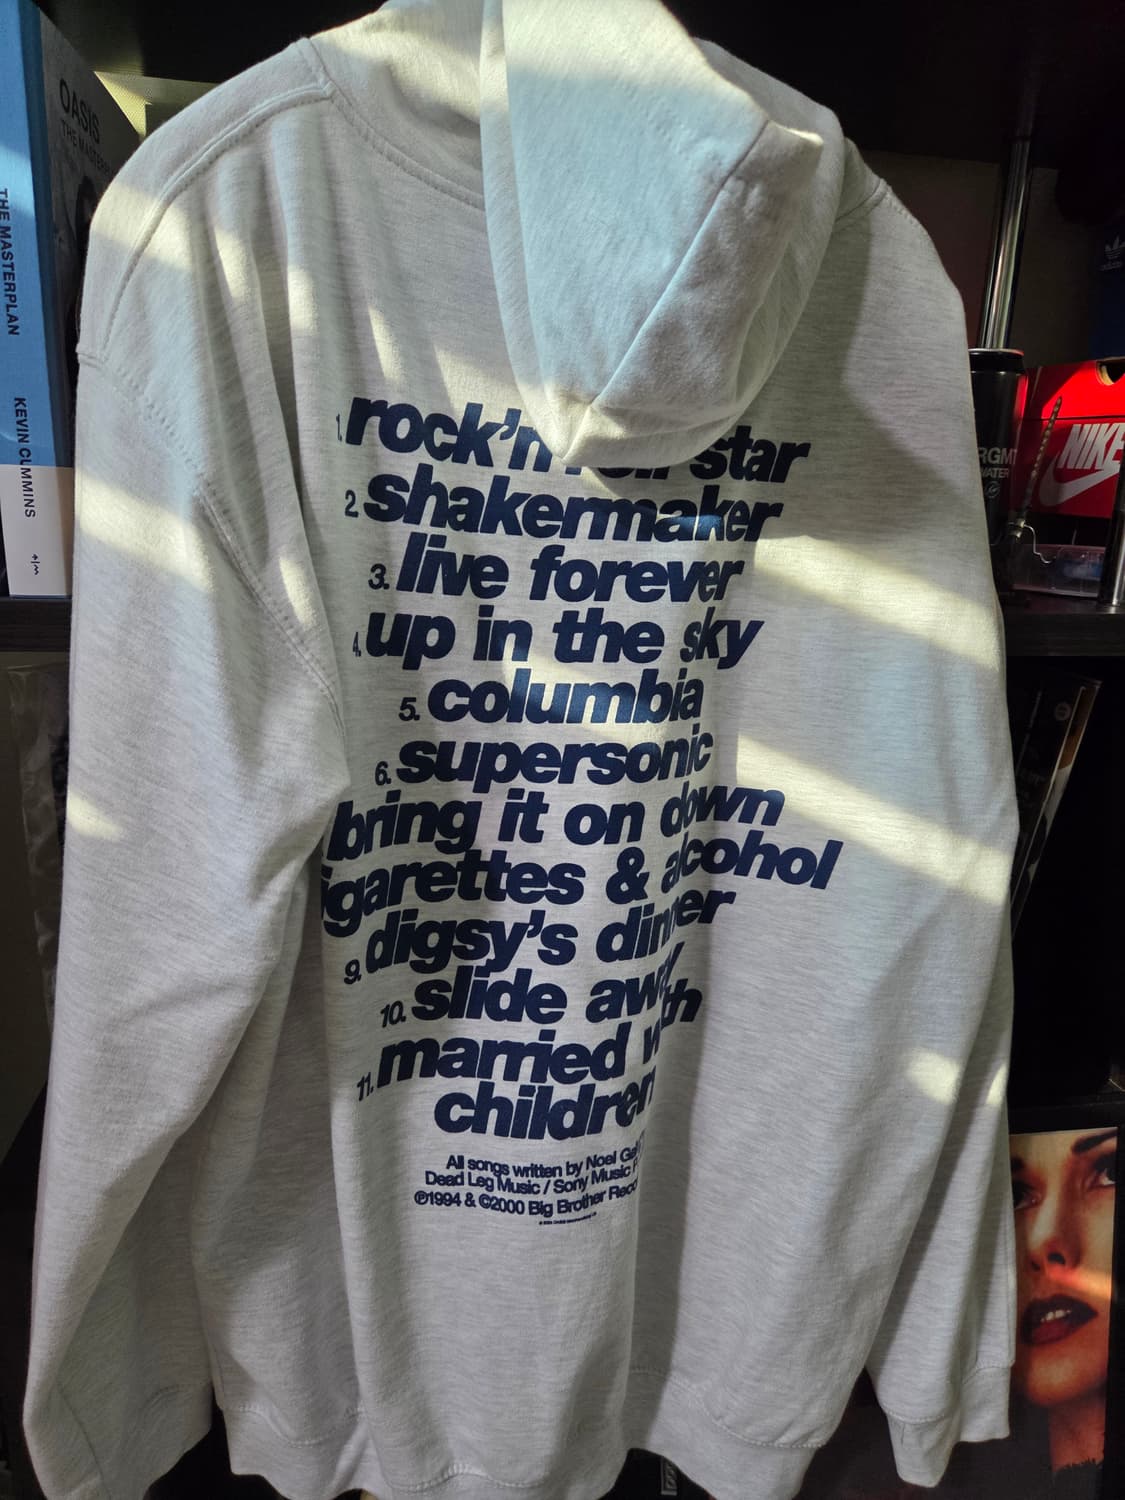 OASIS
THE MASTERPLAN
KEVIN CUMMINS
adidas
NIKE
1. rock'n roll star
2. shakermaker
3. live forever
4. up in the sky
5. columbia
6. supersonic
bring it on down
igarettes & alcohol
9. digsy's dinner
10. slide away
11. married with
children
All songs written by Noel
Dead Leg Music / Sony Music
℗1994 & ©2000 Big Brother